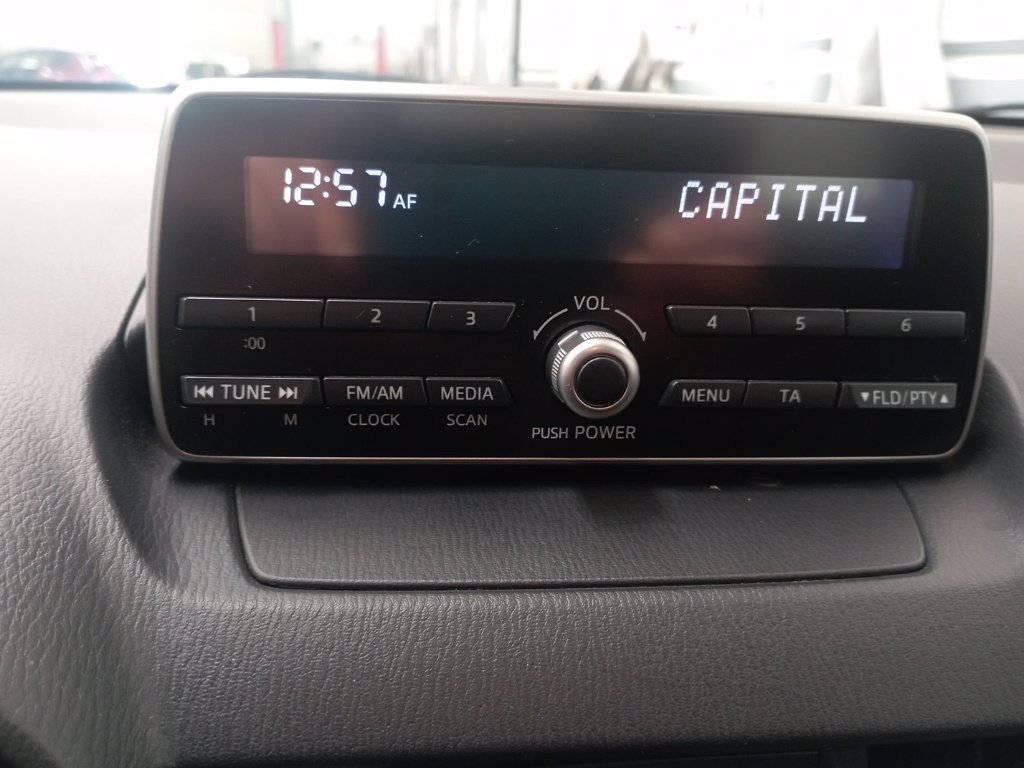 12:57 AF CAPITAL
VOL
1 2 3 4 5 6
:00
⏮ TUNE ⏭ FM/AM MEDIA MENU TA ▼FLD/PTY▲
H M CLOCK SCAN
PUSH POWER